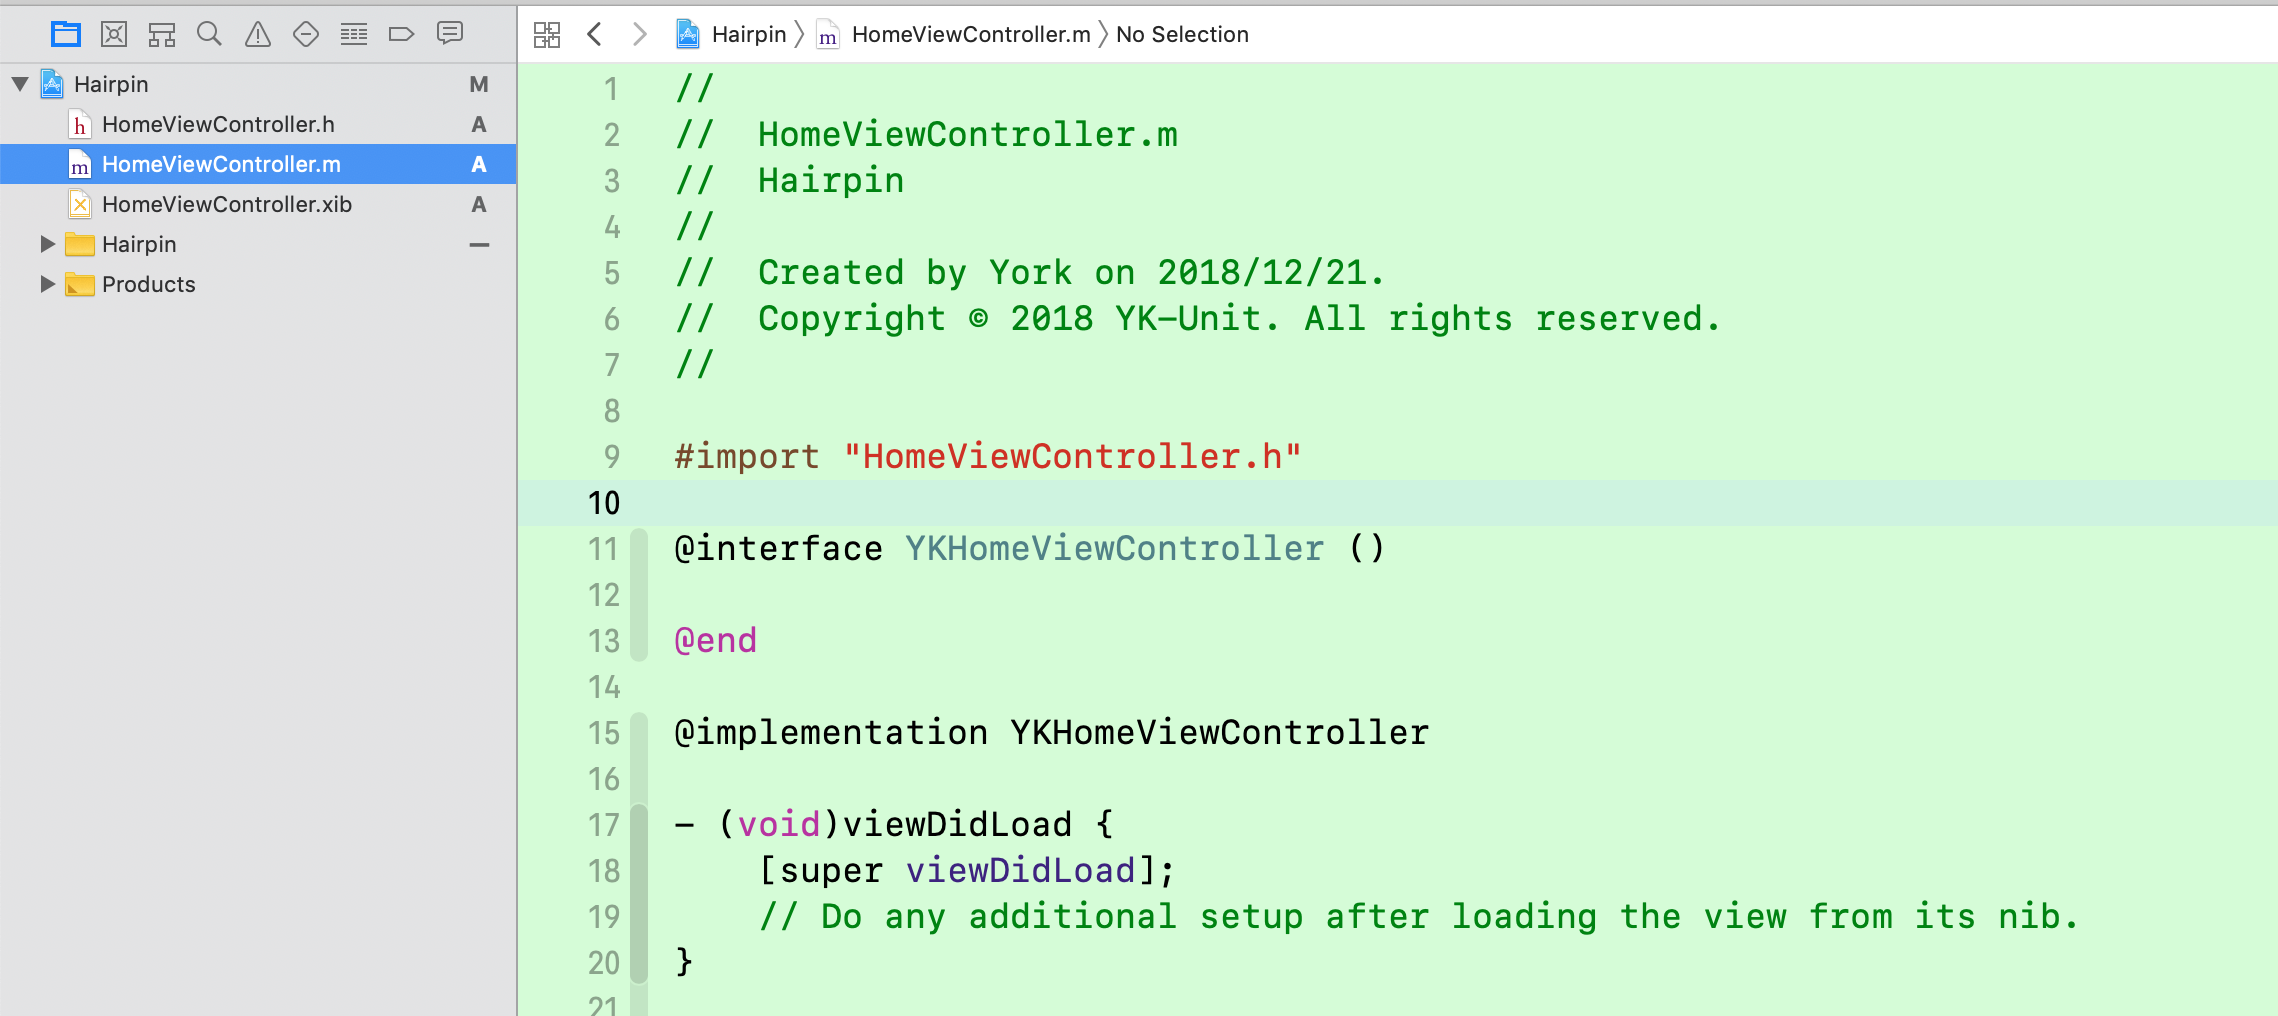 Hairpin M
HomeViewController.h A
HomeViewController.m A
HomeViewController.xib A
Hairpin —
Products
Hairpin 〉 m HomeViewController.m 〉 No Selection
1 //
2 //  HomeViewController.m
3 //  Hairpin
4 //
5 //  Created by York on 2018/12/21.
6 //  Copyright © 2018 YK-Unit. All rights reserved.
7 //
8
9 #import "HomeViewController.h"
10
11 @interface YKHomeViewController ()
12
13 @end
14
15 @implementation YKHomeViewController
16
17 - (void)viewDidLoad {
18     [super viewDidLoad];
19     // Do any additional setup after loading the view from its nib.
20 }
21